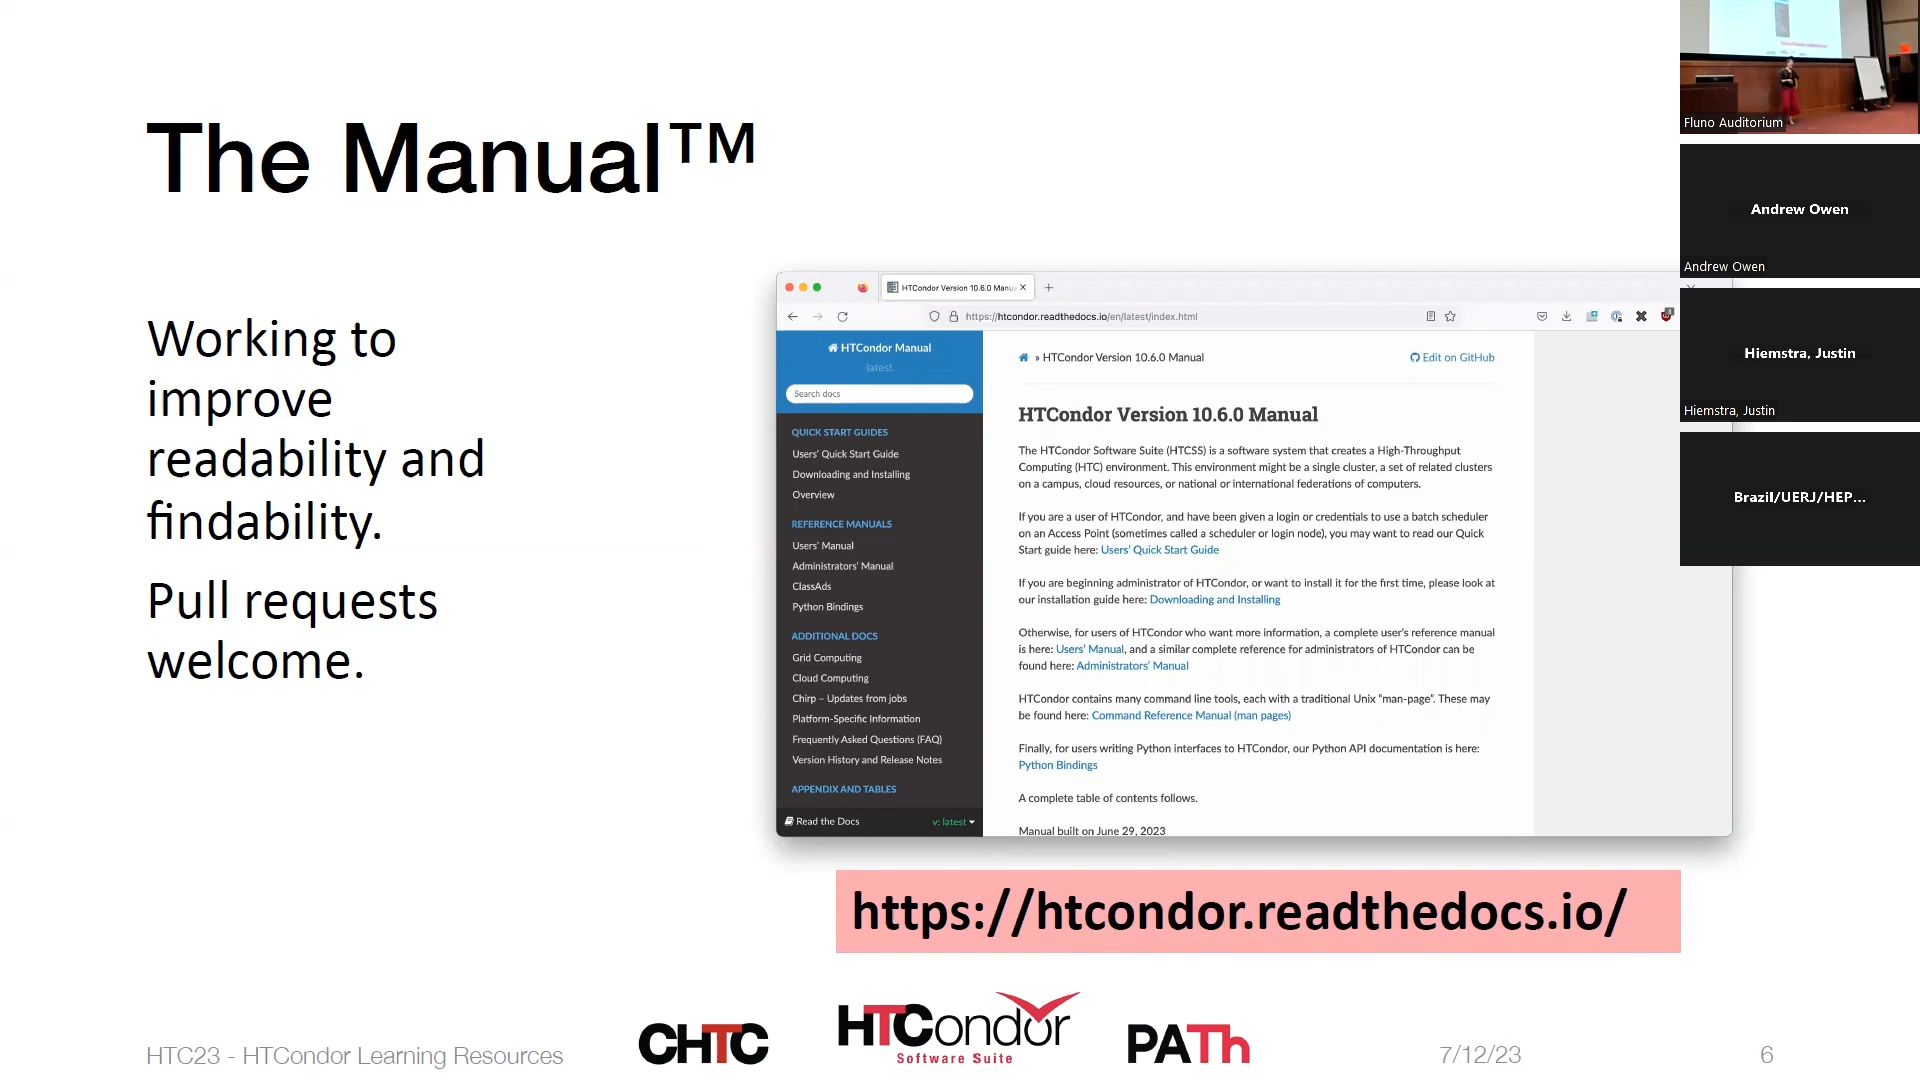 The Manual™
Working to
improve
readability and
findability.
Pull requests
welcome.
HTCondor Version 10.6.0 Manu
https://htcondor.readthedocs.io/en/latest/index.html
HTCondor Manual
latest
Search docs
QUICK START GUIDES
Users' Quick Start Guide
Downloading and Installing
Overview
REFERENCE MANUALS
Users' Manual
Administrators' Manual
ClassAds
Python Bindings
ADDITIONAL DOCS
Grid Computing
Cloud Computing
Chirp – Updates from jobs
Platform-Specific Information
Frequently Asked Questions (FAQ)
Version History and Release Notes
APPENDIX AND TABLES
Read the Docs
v: latest
» HTCondor Version 10.6.0 Manual
Edit on GitHub
HTCondor Version 10.6.0 Manual
The HTCondor Software Suite (HTCSS) is a software system that creates a High-Throughput
Computing (HTC) environment. This environment might be a single cluster, a set of related clusters
on a campus, cloud resources, or national or international federations of computers.
If you are a user of HTCondor, and have been given a login or credentials to use a batch scheduler
on an Access Point (sometimes called a scheduler or login node), you may want to read our Quick
Start guide here: Users' Quick Start Guide
If you are beginning administrator of HTCondor, or want to install it for the first time, please look at
our installation guide here: Downloading and Installing
Otherwise, for users of HTCondor who want more information, a complete user's reference manual
is here: Users' Manual, and a similar complete reference for administrators of HTCondor can be
found here: Administrators' Manual
HTCondor contains many command line tools, each with a traditional Unix "man-page". These may
be found here: Command Reference Manual (man pages)
Finally, for users writing Python interfaces to HTCondor, our Python API documentation is here:
Python Bindings
A complete table of contents follows.
Manual built on June 29, 2023
https://htcondor.readthedocs.io/
HTC23 - HTCondor Learning Resources
CHTC
HTCondor
Software Suite
PATh
7/12/23
6
Fluno Auditorium
Andrew Owen
Andrew Owen
Hiemstra, Justin
Hiemstra, Justin
Brazil/UERJ/HEP...